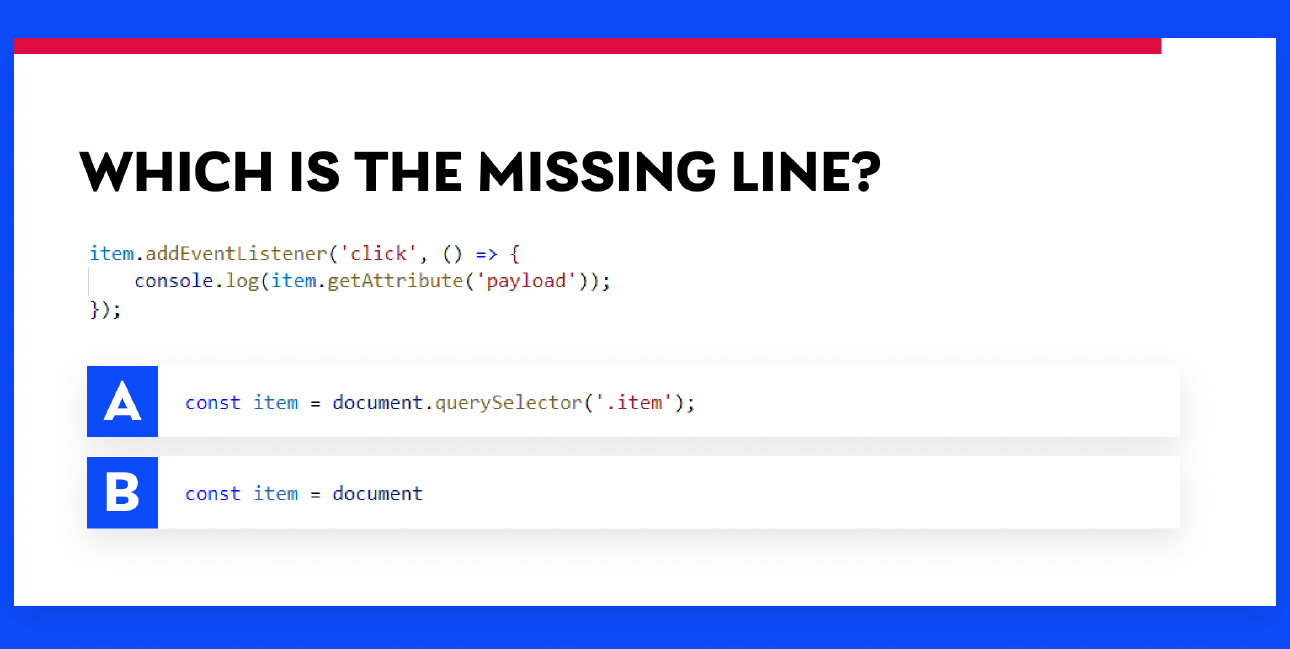 WHICH IS THE MISSING LINE?
item.addEventListener('click', () => {
    console.log(item.getAttribute('payload'));
});
A const item = document.querySelector('.item');
B const item = document